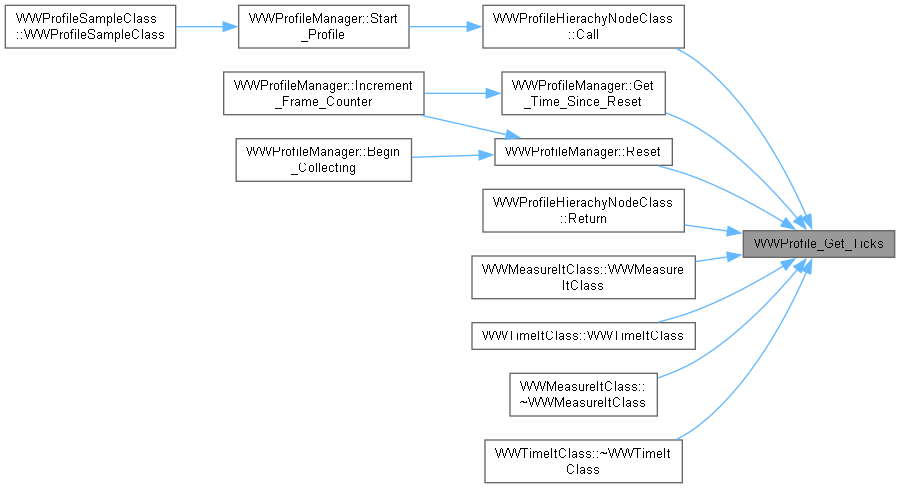 WWProfileSampleClass
::WWProfileSampleClass
WWProfileManager::Start
_Profile
WWProfileHierachyNodeClass
::Call
WWProfileManager::Increment
_Frame_Counter
WWProfileManager::Get
_Time_Since_Reset
WWProfileManager::Begin
_Collecting
WWProfileManager::Reset
WWProfileHierachyNodeClass
::Return
WWProfile_Get_Ticks
WWMeasureItClass::WWMeasure
ItClass
WWTimeItClass::WWTimeItClass
WWMeasureItClass::
~WWMeasureItClass
WWTimeItClass::~WWTimeIt
Class